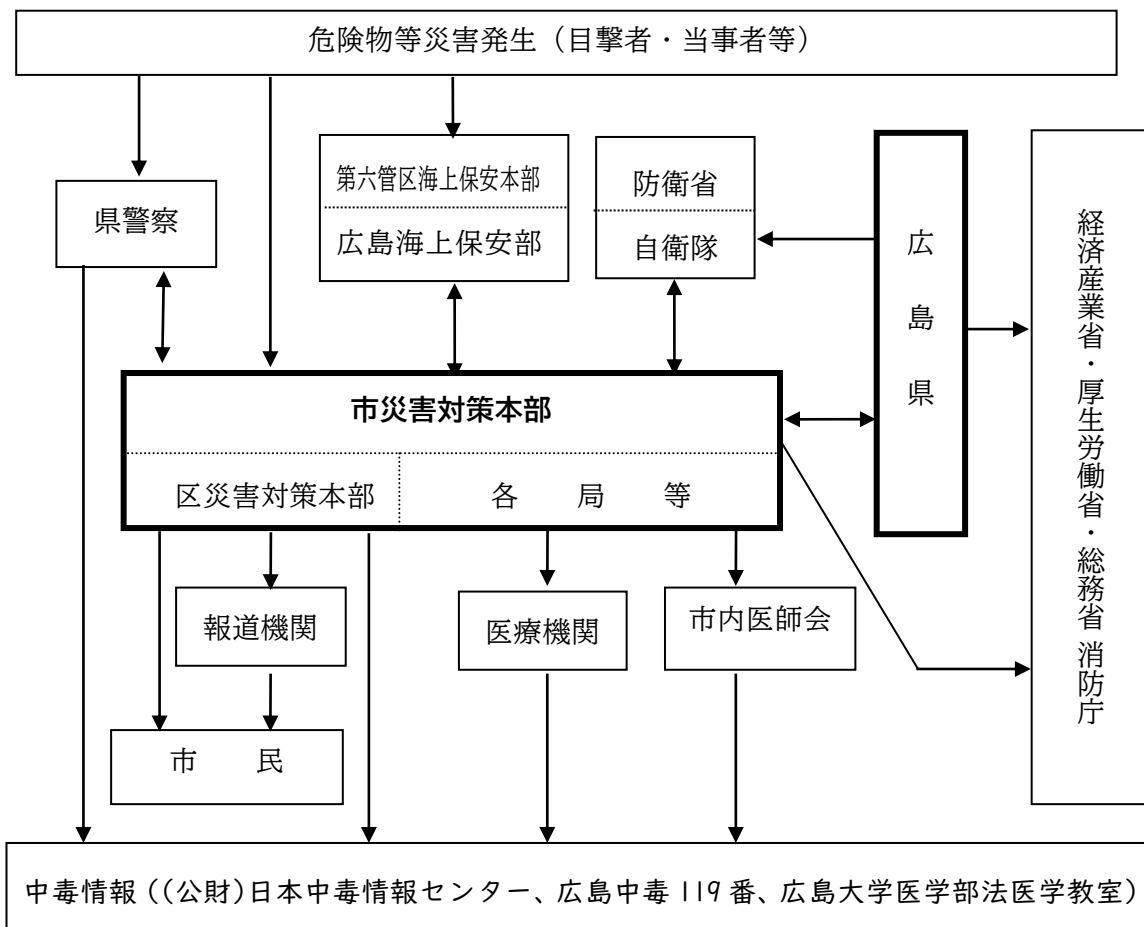 危険物等災害発生（目撃者・当事者等）
県警察
第六管区海上保安本部
広島海上保安部
防衛省
自衛隊
広島県
経済産業省・厚生労働省・総務省消防庁
市災害対策本部
区災害対策本部
各局等
報道機関
医療機関
市内医師会
市民
中毒情報（(公財)日本中毒情報センター、広島中毒119番、広島大学医学部法医学教室）